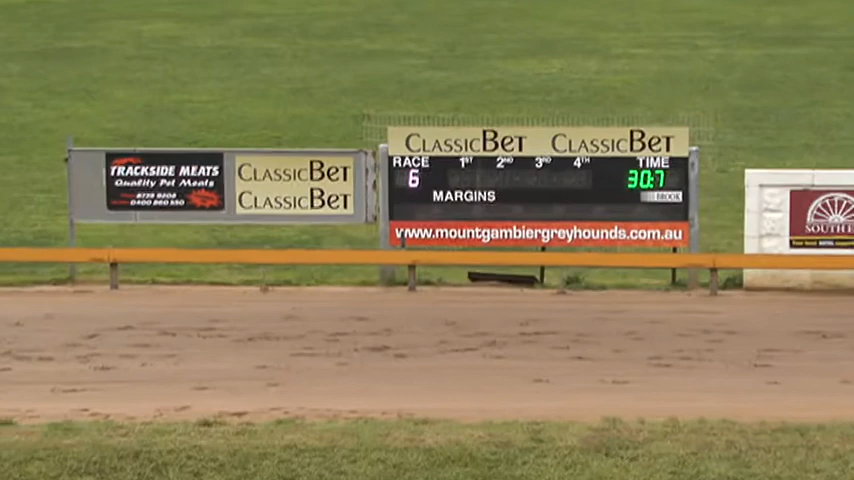 TRACKSIDE MEATS
Quality Pet Meats
CLASSICBET
CLASSICBET
CLASSICBET CLASSICBET
RACE 1ST 2ND 3RD 4TH TIME
6 30:7
MARGINS
BROOK
www.mountgambiergreyhounds.com.au